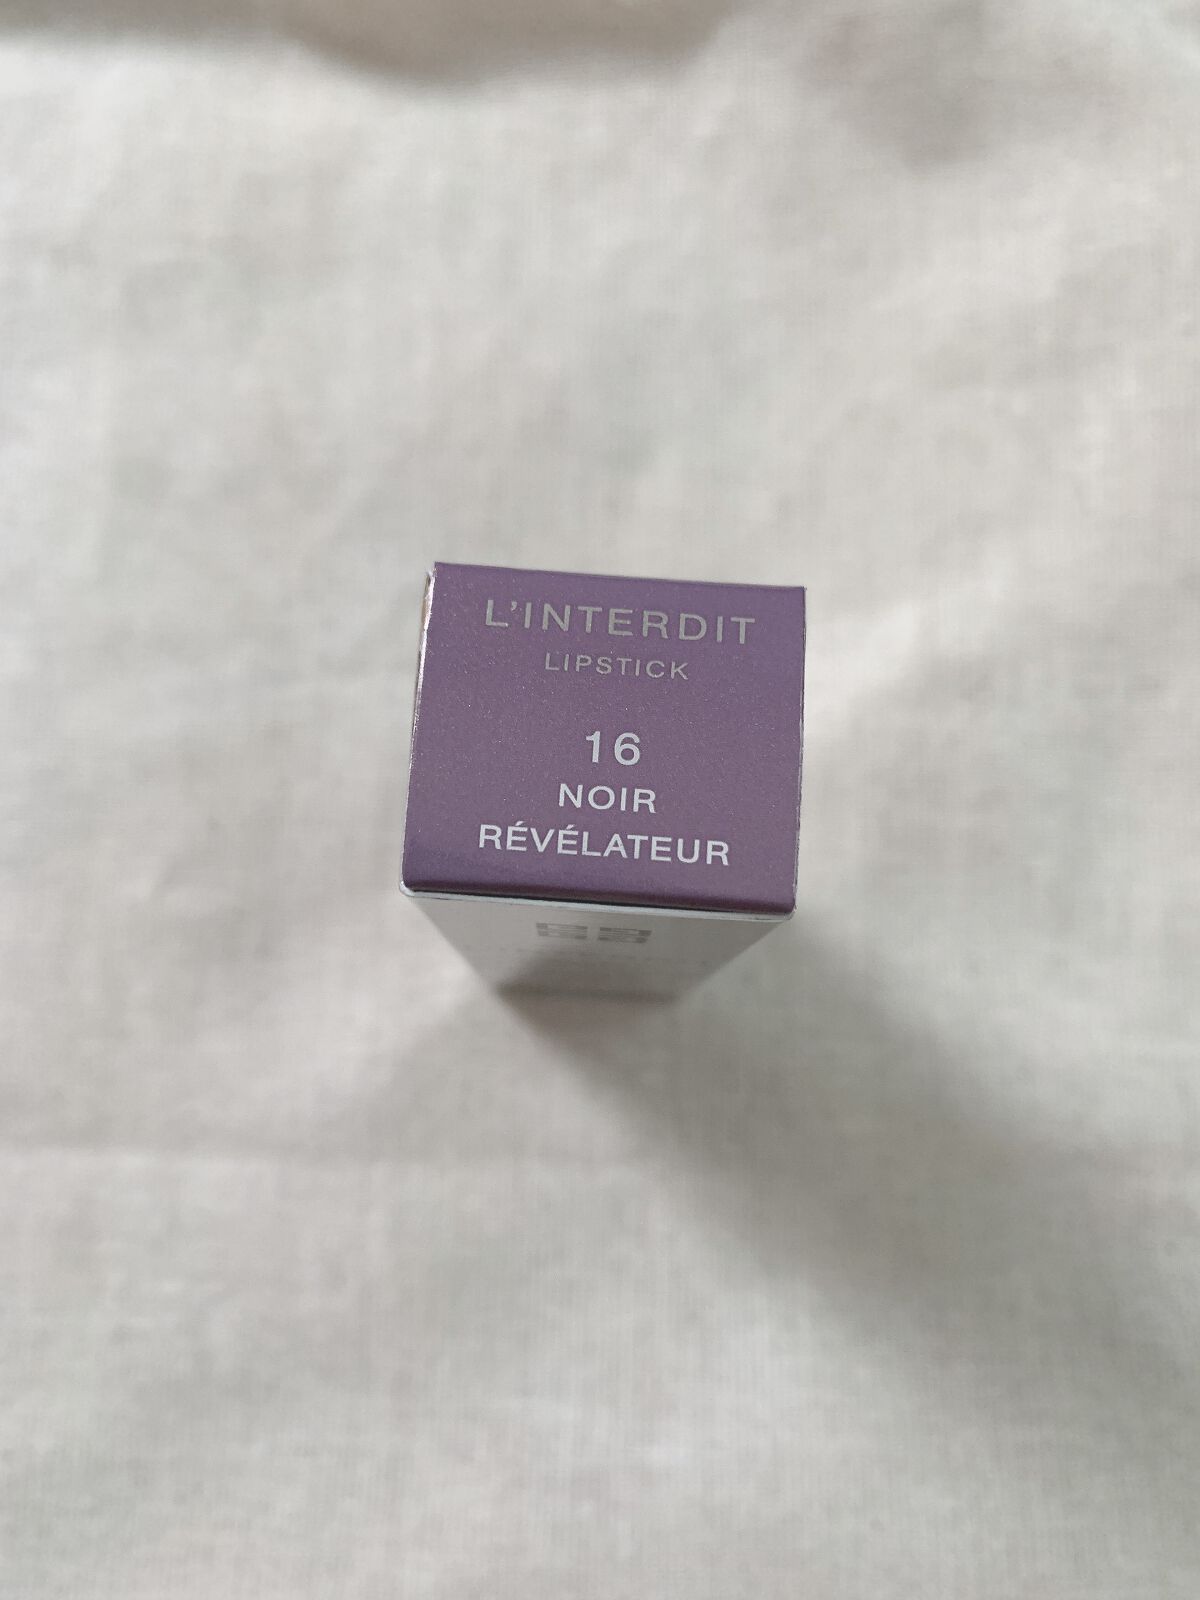 L'INTERDIT
LIPSTICK
16
NOIR
RÉVÉLATEUR